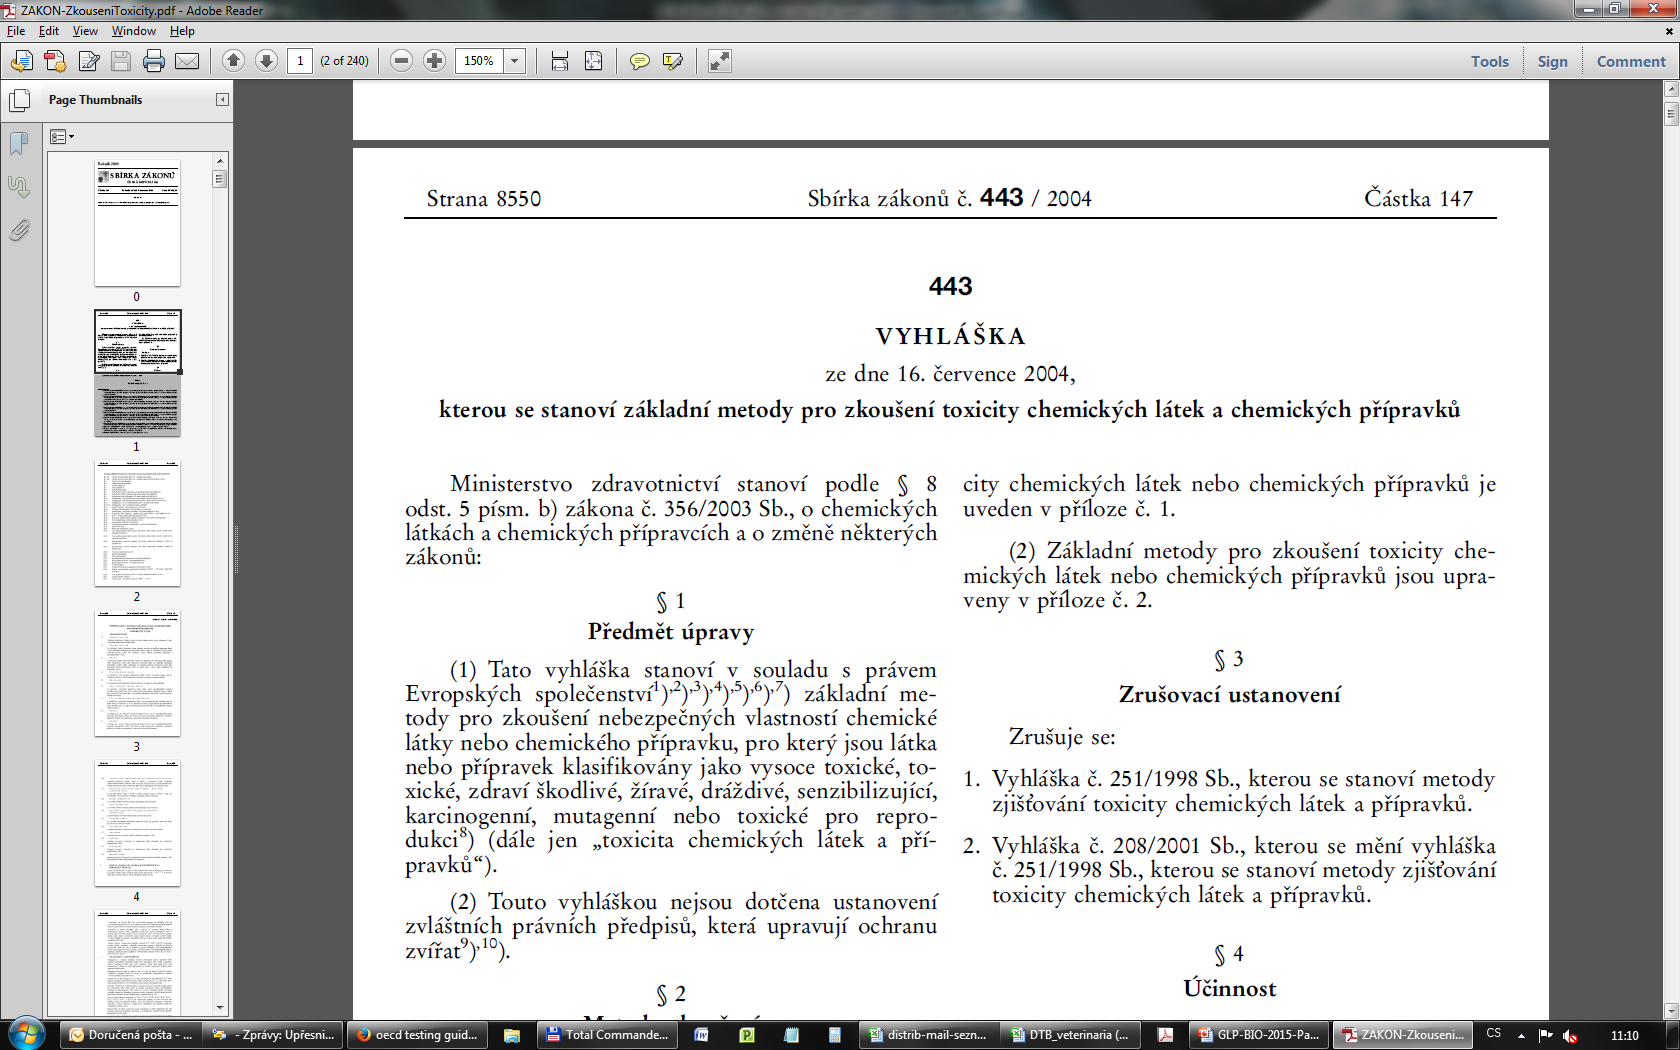 ZAKON-ZkouseniToxicity.pdf - Adobe Reader
File Edit View Window Help
1 (2 of 240) 150% Tools Sign Comment
Page Thumbnails
SBÍRKA ZÁKONŮ
0
1
2
3
4
Strana 8550 Sbírka zákonů č. 443 / 2004 Částka 147
443
VYHLÁŠKA
ze dne 16. července 2004,
kterou se stanoví základní metody pro zkoušení toxicity chemických látek a chemických přípravků
Ministerstvo zdravotnictví stanoví podle § 8
odst. 5 písm. b) zákona č. 356/2003 Sb., o chemických
látkách a chemických přípravcích a o změně některých
zákonů:
§ 1
Předmět úpravy
(1) Tato vyhláška stanoví v souladu s právem
Evropských společenství1),2),3),4),5),6),7) základní me-
tody pro zkoušení nebezpečných vlastností chemické
látky nebo chemického přípravku, pro který jsou látka
nebo přípravek klasifikovány jako vysoce toxické, to-
xické, zdraví škodlivé, žíravé, dráždivé, senzibilizující,
karcinogenní, mutagenní nebo toxické pro repro-
dukci8) (dále jen „toxicita chemických látek a pří-
pravků“).
(2) Touto vyhláškou nejsou dotčena ustanovení
zvláštních právních předpisů, která upravují ochranu
zvířat9),10).
§ 2
city chemických látek nebo chemických přípravků je
uveden v příloze č. 1.
(2) Základní metody pro zkoušení toxicity che-
mických látek nebo chemických přípravků jsou upra-
veny v příloze č. 2.
§ 3
Zrušovací ustanovení
Zrušuje se:
1. Vyhláška č. 251/1998 Sb., kterou se stanoví metody
zjišťování toxicity chemických látek a přípravků.
2. Vyhláška č. 208/2001 Sb., kterou se mění vyhláška
č. 251/1998 Sb., kterou se stanoví metody zjišťování
toxicity chemických látek a přípravků.
§ 4
Účinnost
Doručená pošta - ... - Zprávy: Upřesni... oecd testing guid... Total Commande... distrib-mail-sezn... DTB_veterinaria (... GLP-BIO-2015-Pa... ZAKON-Zkouseni... CS 11:10